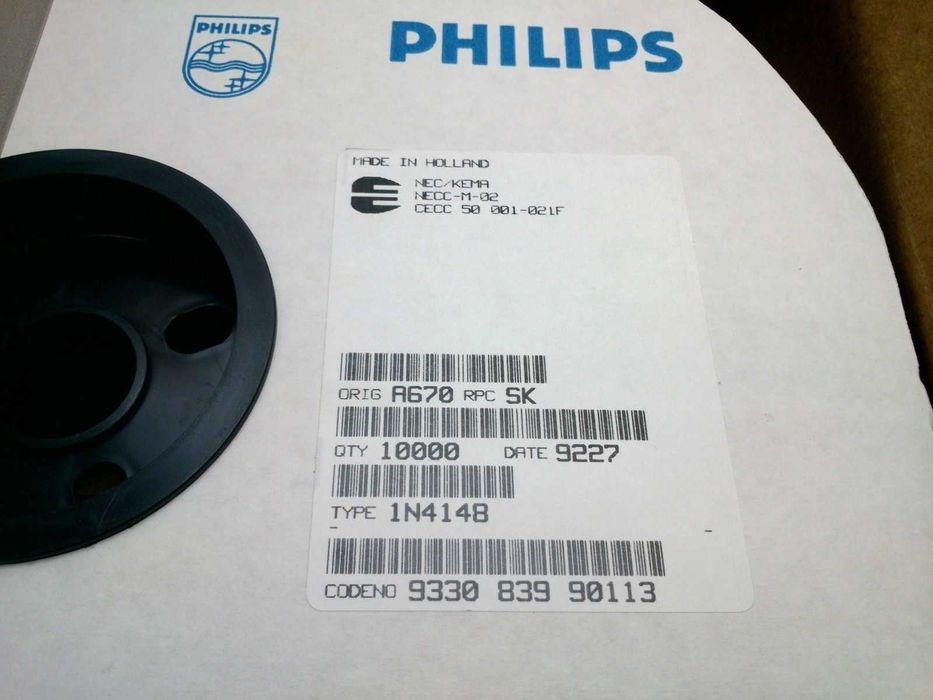 PHILIPS
PHILIPS
MADE IN HOLLAND
NEC/KEMA
NECC-M-02
CECC 50 001-021F
ORIG A670 RPC SK
QTY 10000 DATE 9227
TYPE 1N4148
CODENO 9330 839 90113